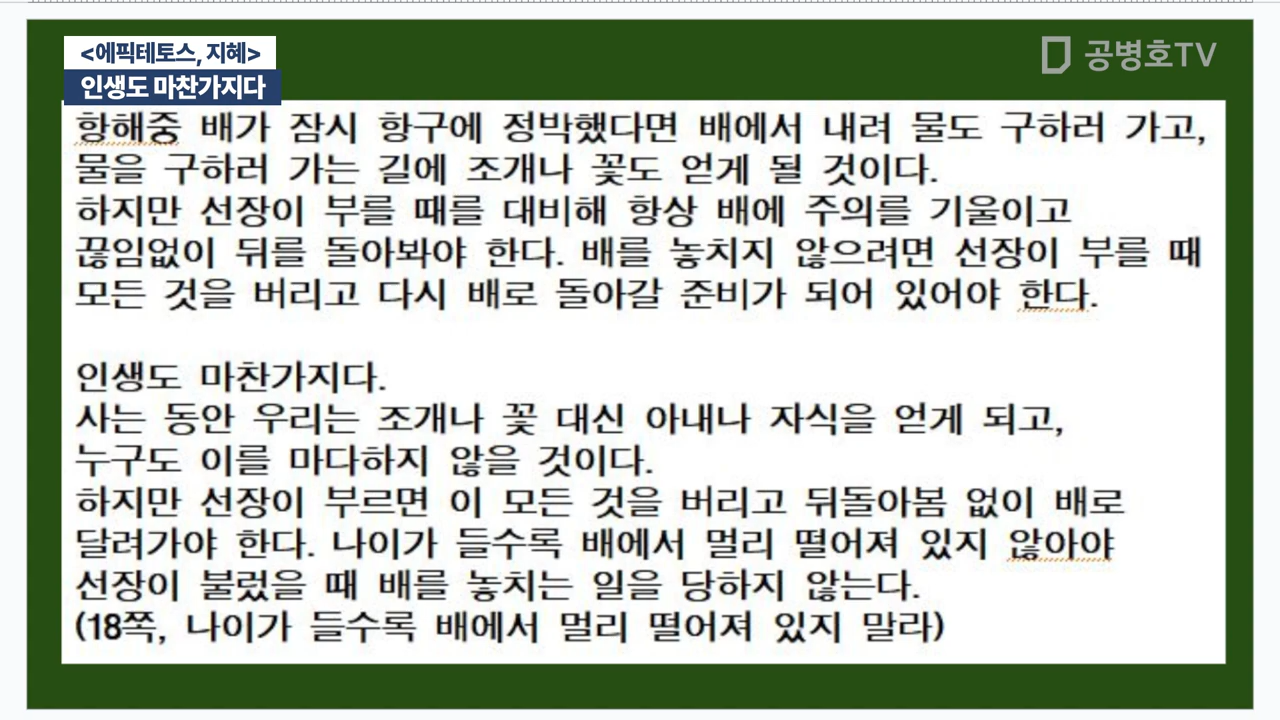 <에픽테토스, 지혜>
공병호TV
인생도 마찬가지다
항해중 배가 잠시 항구에 정박했다면 배에서 내려 물도 구하러 가고,
물을 구하러 가는 길에 조개나 꽃도 얻게 될 것이다.
하지만 선장이 부를 때를 대비해 항상 배에 주의를 기울이고
끊임없이 뒤를 돌아봐야 한다. 배를 놓치지 않으려면 선장이 부를 때
모든 것을 버리고 다시 배로 돌아갈 준비가 되어 있어야 한다.
인생도 마찬가지다.
사는 동안 우리는 조개나 꽃 대신 아내나 자식을 얻게 되고,
누구도 이를 마다하지 않을 것이다.
하지만 선장이 부르면 이 모든 것을 버리고 뒤돌아봄 없이 배로
달려가야 한다. 나이가 들수록 배에서 멀리 떨어져 있지 않아야
선장이 불렀을 때 배를 놓치는 일을 당하지 않는다.
(18쪽, 나이가 들수록 배에서 멀리 떨어져 있지 말라)